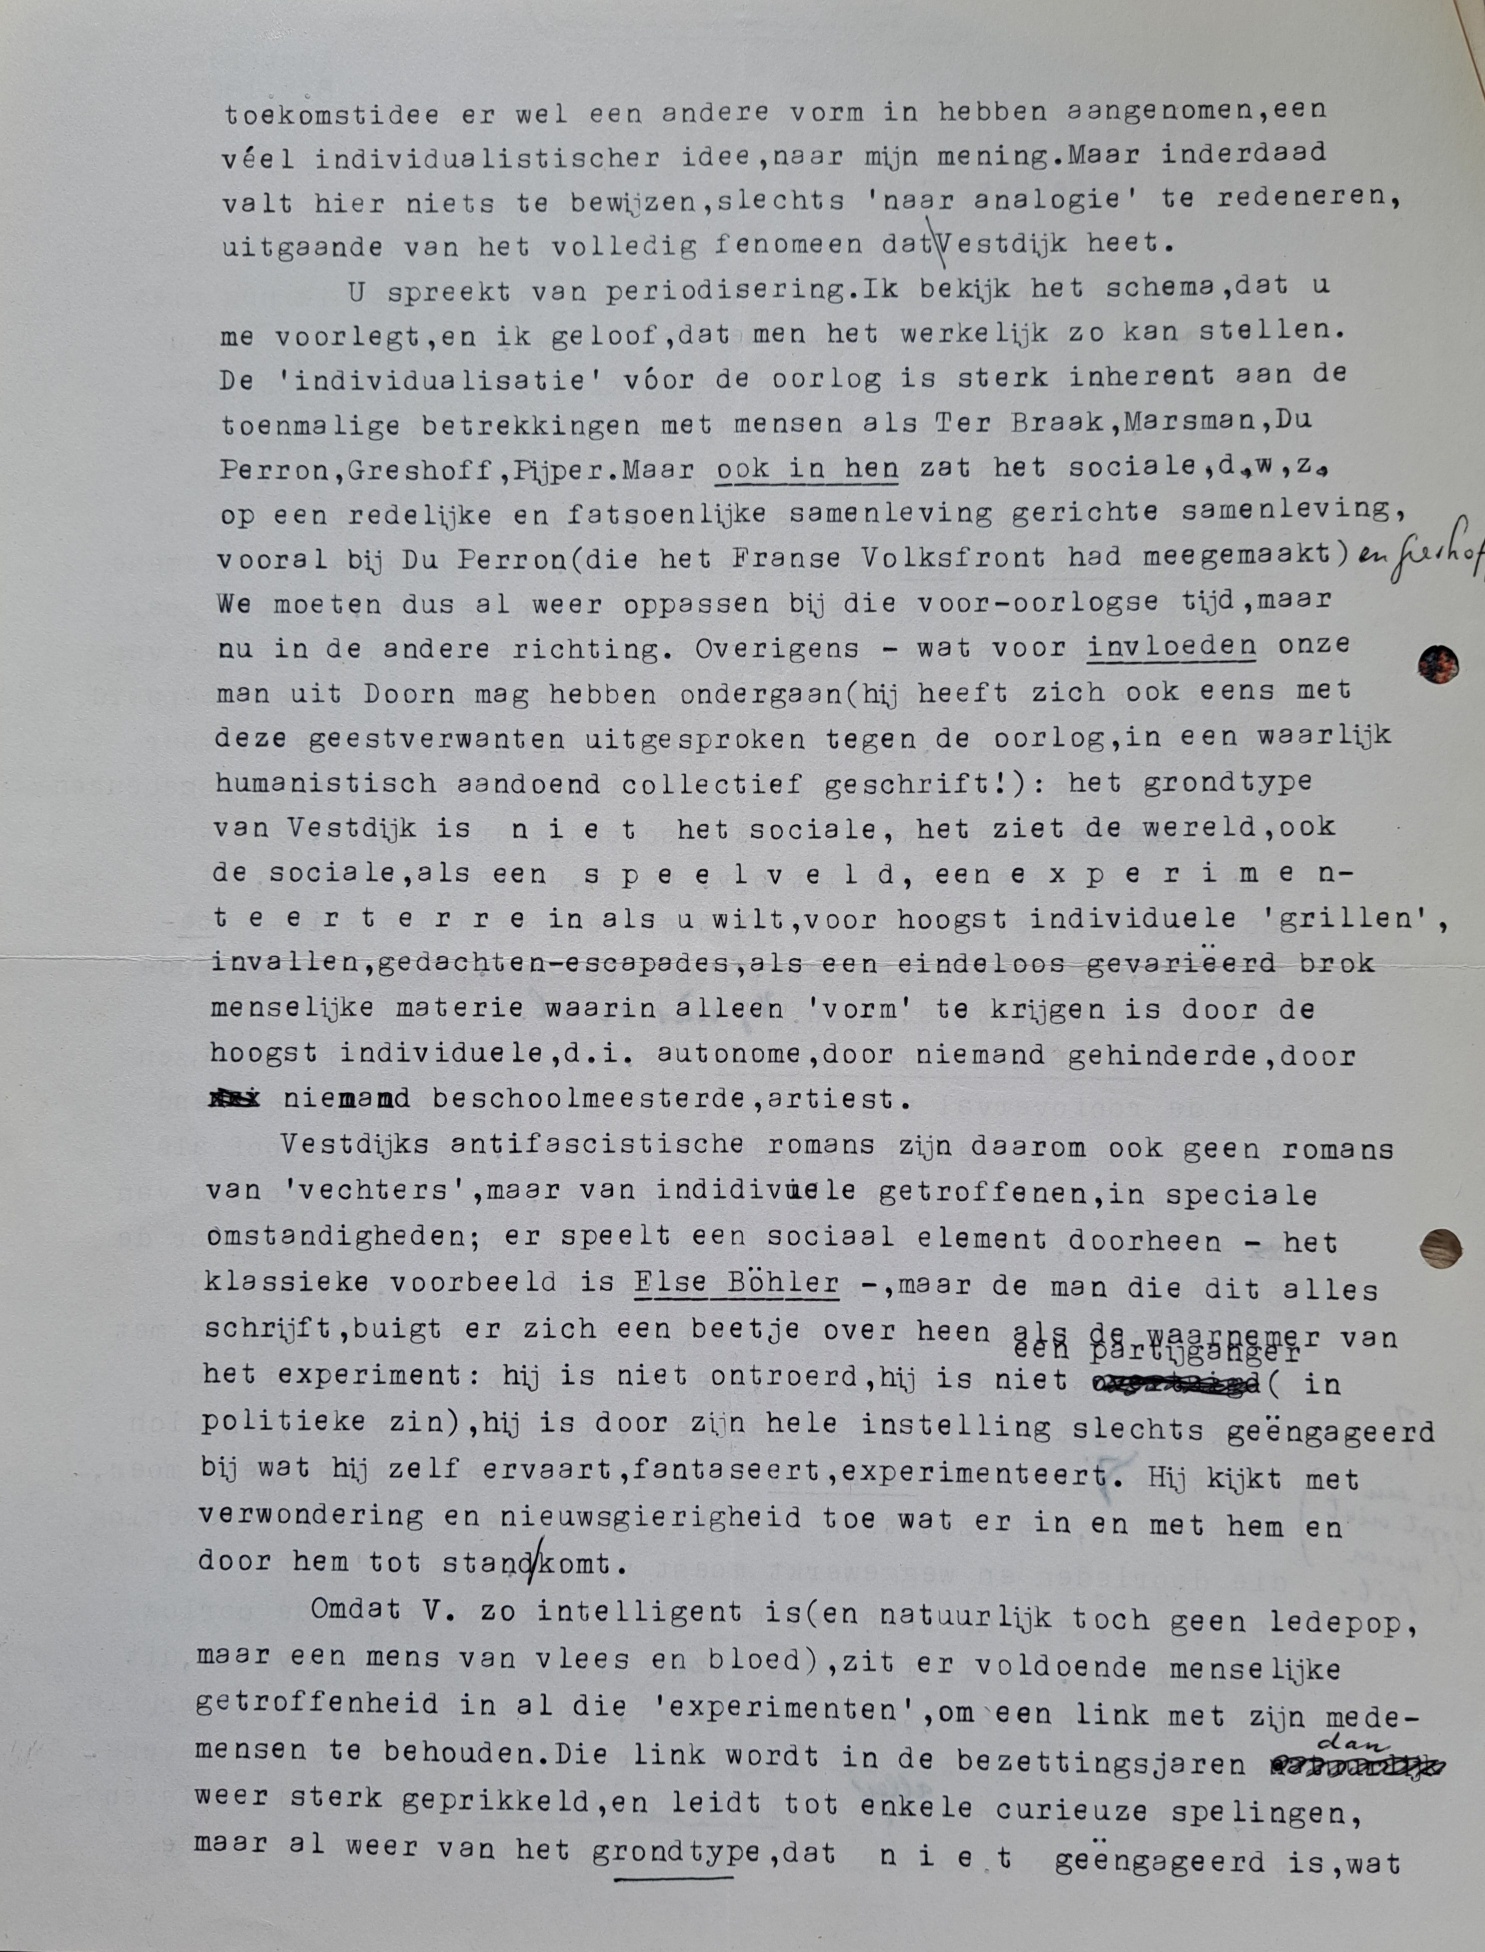 toekomstidee er wel een andere vorm in hebben aangenomen,een
véel individualistischer idee,naar mijn mening.Maar inderdaad
valt hier niets te bewijzen,slechts 'naar analogie' te redeneren,
uitgaande van het volledig fenomeen dat Vestdijk heet.
U spreekt van periodisering.Ik bekijk het schema,dat u
me voorlegt,en ik geloof,dat men het werkelijk zo kan stellen.
De 'individualisatie' vóor de oorlog is sterk inherent aan de
toenmalige betrekkingen met mensen als Ter Braak,Marsman,Du
Perron,Greshoff,Pijper.Maar ook in hen zat het sociale,d.w,z.
op een redelijke en fatsoenlijke samenleving gerichte samenleving,
vooral bij Du Perron(die het Franse Volksfront had meegemaakt) en Greshof
We moeten dus al weer oppassen bij die voor-oorlogse tijd,maar
nu in de andere richting. Overigens - wat voor invloeden onze
man uit Doorn mag hebben ondergaan(hij heeft zich ook eens met
deze geestverwanten uitgesproken tegen de oorlog,in een waarlijk
humanistisch aandoend collectief geschrift!): het grondtype
van Vestdijk is n i e t het sociale, het ziet de wereld,ook
de sociale,als een s p e e l v e l d, een e x p e r i m e n-
t e e r t e r r e in als u wilt,voor hoogst individuele 'grillen',
invallen,gedachten-escapades,als een eindeloos gevariëerd brok
menselijke materie waarin alleen 'vorm' te krijgen is door de
hoogst individuele,d.i. autonome,door niemand gehinderde,door
niemand beschoolmeesterde,artiest.
Vestdijks antifascistische romans zijn daarom ook geen romans
van 'vechters',maar van indidivuele getroffenen,in speciale
omstandigheden; er speelt een sociaal element doorheen - het
klassieke voorbeeld is Else Böhler -,maar de man die dit alles
schrijft,buigt er zich een beetje over heen als de waarnemer van
een partijganger
het experiment: hij is niet ontroerd,hij is niet ( in
politieke zin),hij is door zijn hele instelling slechts geëngageerd
bij wat hij zelf ervaart,fantaseert,experimenteert. Hij kijkt met
verwondering en nieuwsgierigheid toe wat er in en met hem en
door hem tot stand/komt.
Omdat V. zo intelligent is(en natuurlijk toch geen ledepop,
maar een mens van vlees en bloed),zit er voldoende menselijke
getroffenheid in al die 'experimenten',om een link met zijn mede-
dan
mensen te behouden.Die link wordt in de bezettingsjaren
weer sterk geprikkeld,en leidt tot enkele curieuze spelingen,
maar al weer van het grondtype,dat n i e t geëngageerd is,wat